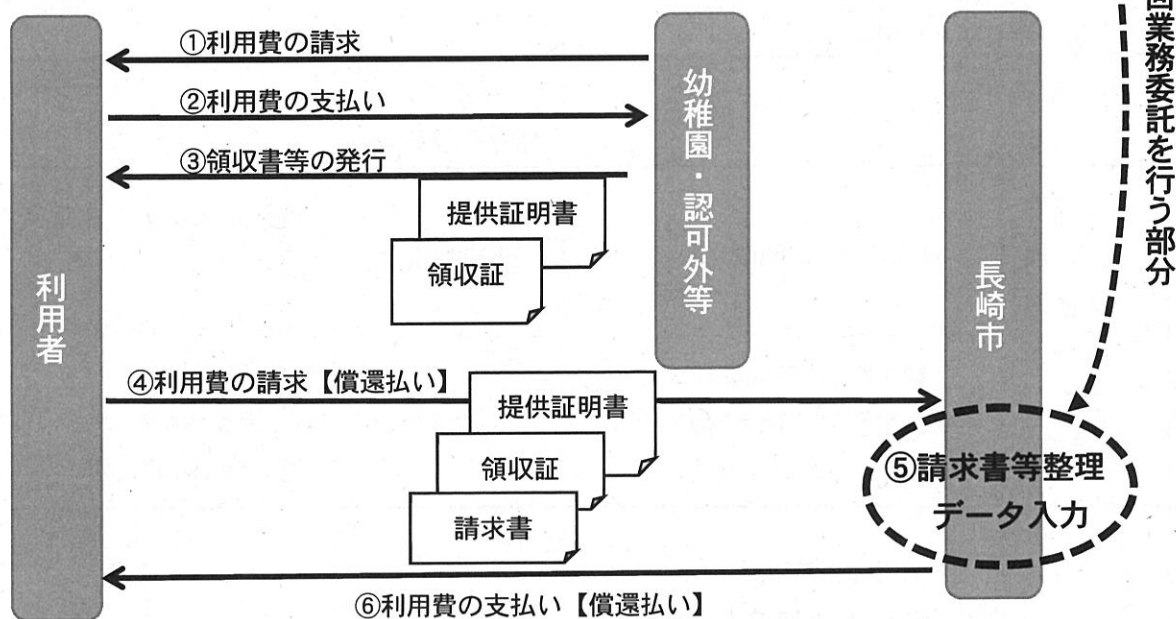 ①利用費の請求
②利用費の支払い
③領収書等の発行
提供証明書
領収証
利用者
幼稚園・認可外等
長崎市
回業務委託を行う部分
④利用費の請求【償還払い】
提供証明書
領収証
請求書
⑤請求書等整理
データ入力
⑥利用費の支払い【償還払い】